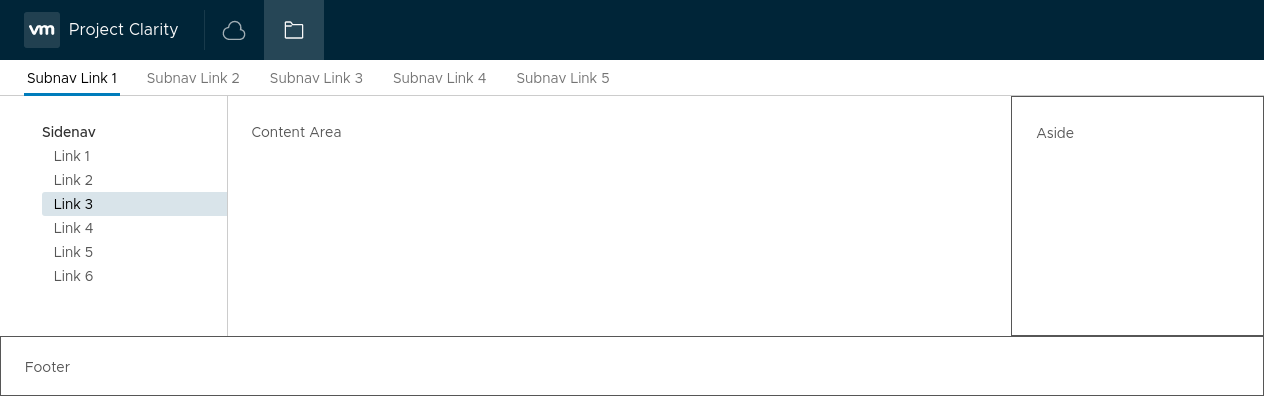 vm Project Clarity
Subnav Link 1 Subnav Link 2 Subnav Link 3 Subnav Link 4 Subnav Link 5
Sidenav
Link 1
Link 2
Link 3
Link 4
Link 5
Link 6
Content Area
Aside
Footer